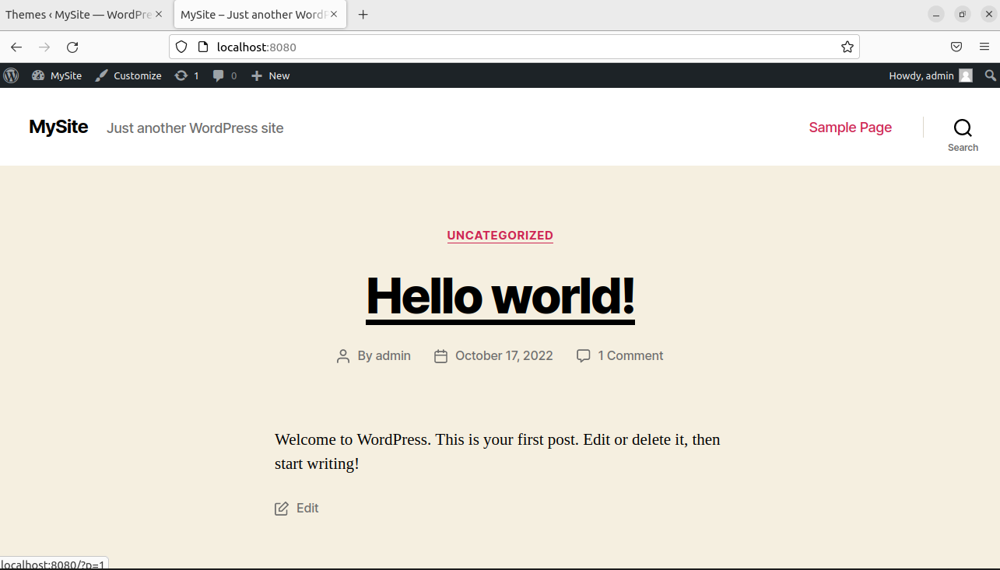 Themes ‹ MySite — WordPre
MySite – Just another WordP
localhost:8080
MySite
Customize
1
0
New
Howdy, admin
MySite
Just another WordPress site
Sample Page
Search
UNCATEGORIZED
Hello world!
By admin
October 17, 2022
1 Comment
Welcome to WordPress. This is your first post. Edit or delete it, then
start writing!
Edit
localhost:8080/?p=1